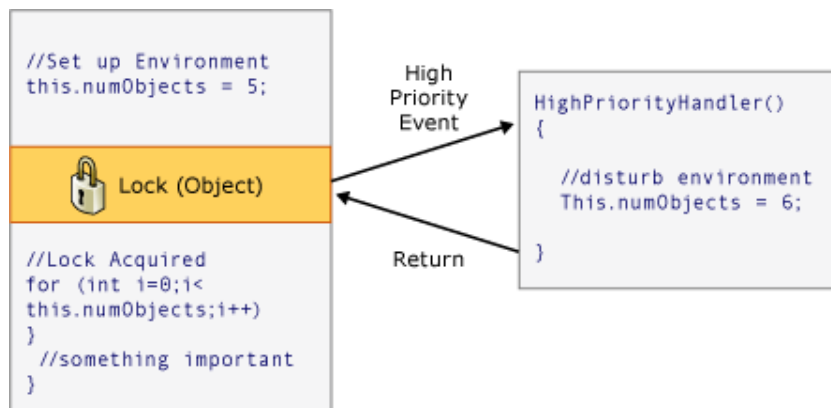 //Set up Environment
this.numObjects = 5;
Lock (Object)
//Lock Acquired
for (int i=0;i<
this.numObjects;i++)
}
//something important
}
High
Priority
Event
Return
HighPriorityHandler()
{
//disturb environment
This.numObjects = 6;
}